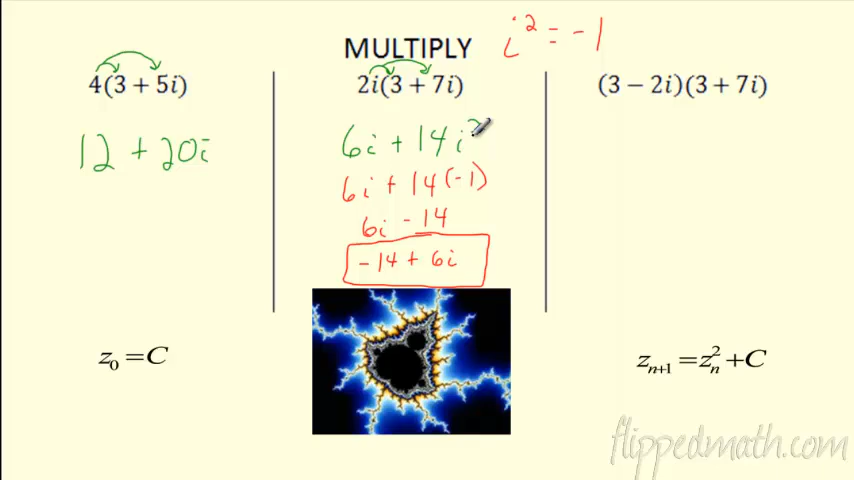 MULTIPLY
i² = -1
4(3 + 5i)
12 + 20i
2i(3 + 7i)
6i + 14i²
6i + 14(-1)
6i - 14
-14 + 6i
(3 − 2i)(3 + 7i)
z₀ = C
zₙ₊₁ = zₙ² + C
flippedmath.com